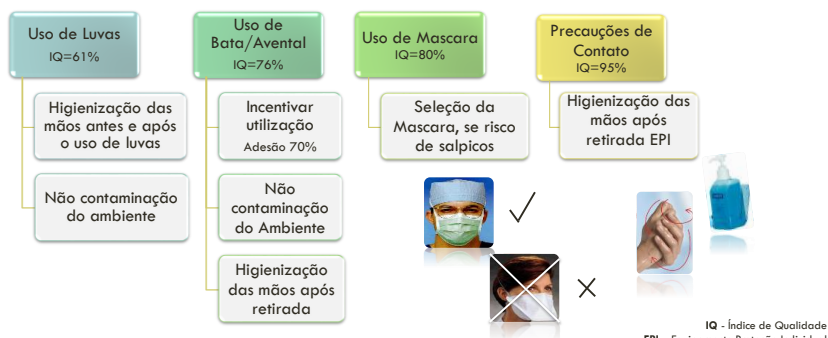 Uso de Luvas
IQ=61%
Higienização das
mãos antes e após
o uso de luvas
Não contaminação
do ambiente
Uso de
Bata/Avental
IQ=76%
Incentivar
utilização
Adesão 70%
Não
contaminação
do Ambiente
Higienização
das mãos após
retirada
Uso de Mascara
IQ=80%
Seleção da
Mascara, se risco
de salpicos
Precauções de
Contato
IQ=95%
Higienização das
mãos após
retirada EPI
IQ - Índice de Qualidade